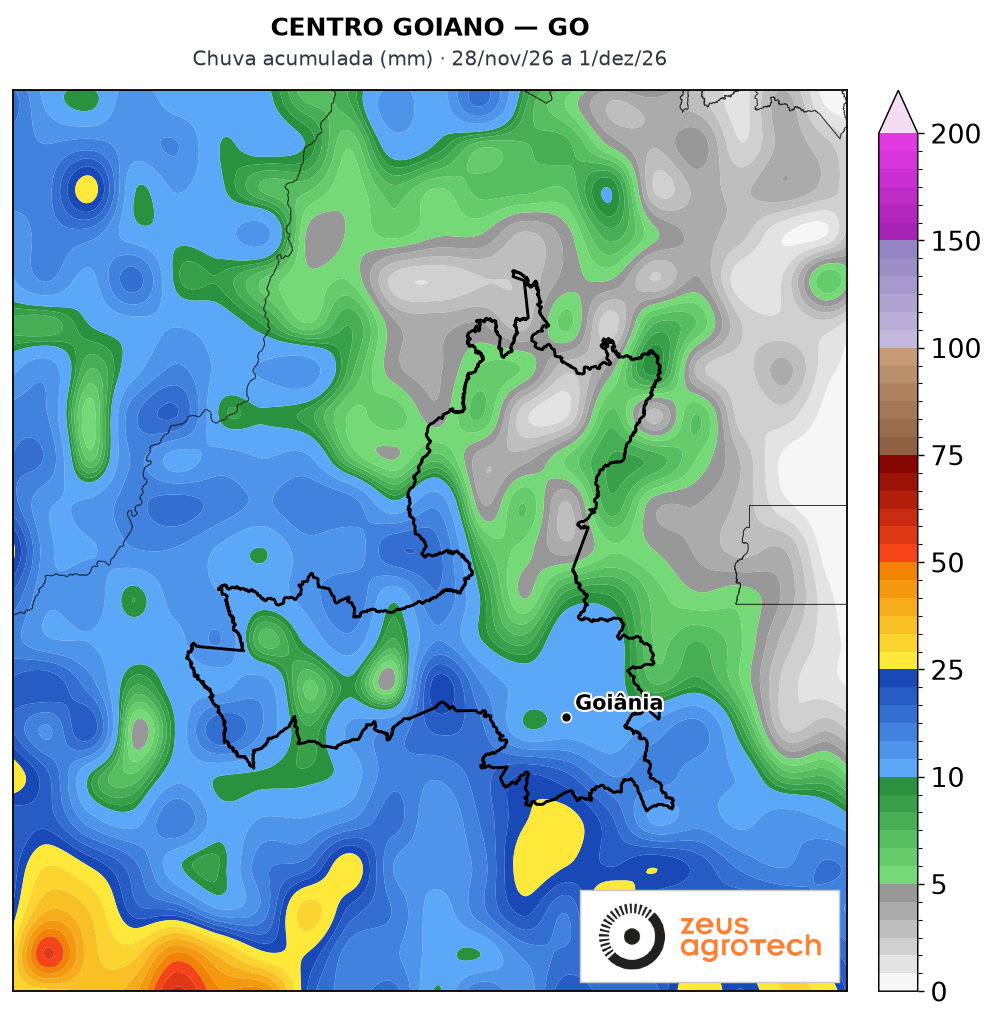 CENTRO GOIANO — GO
Chuva acumulada (mm) · 28/nov/26 a 1/dez/26
200
150
100
75
50
25
10
5
0
Goiânia
zeus
agrotech